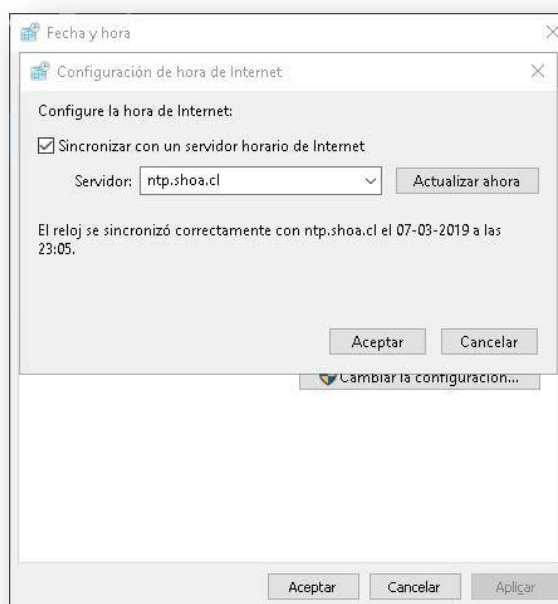 Fecha y hora
Configuración de hora de Internet
Configure la hora de Internet:
Sincronizar con un servidor horario de Internet
Servidor: ntp.shoa.cl Actualizar ahora
El reloj se sincronizó correctamente con ntp.shoa.cl el 07-03-2019 a las
23:05.
Aceptar Cancelar
Cambiar la configuración...
Aceptar Cancelar Aplicar